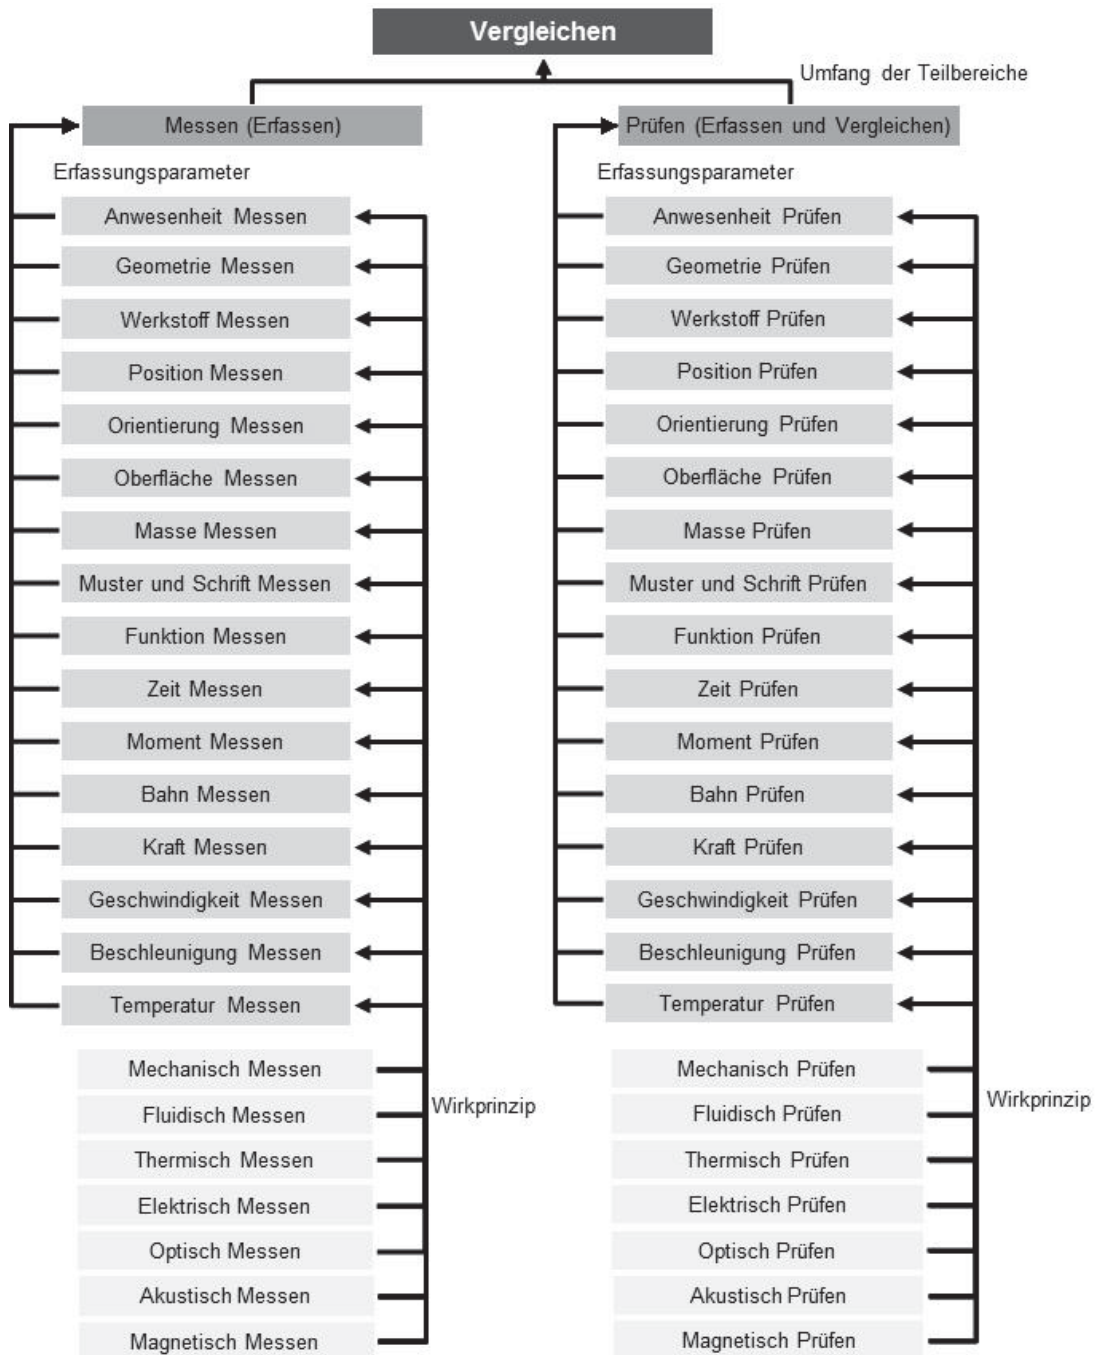 Vergleichen
Umfang der Teilbereiche
Messen (Erfassen)
Erfassungsparameter
Anwesenheit Messen
Geometrie Messen
Werkstoff Messen
Position Messen
Orientierung Messen
Oberfläche Messen
Masse Messen
Muster und Schrift Messen
Funktion Messen
Zeit Messen
Moment Messen
Bahn Messen
Kraft Messen
Geschwindigkeit Messen
Beschleunigung Messen
Temperatur Messen
Mechanisch Messen
Fluidisch Messen
Thermisch Messen
Elektrisch Messen
Optisch Messen
Akustisch Messen
Magnetisch Messen
Wirkprinzip
Prüfen (Erfassen und Vergleichen)
Erfassungsparameter
Anwesenheit Prüfen
Geometrie Prüfen
Werkstoff Prüfen
Position Prüfen
Orientierung Prüfen
Oberfläche Prüfen
Masse Prüfen
Muster und Schrift Prüfen
Funktion Prüfen
Zeit Prüfen
Moment Prüfen
Bahn Prüfen
Kraft Prüfen
Geschwindigkeit Prüfen
Beschleunigung Prüfen
Temperatur Prüfen
Mechanisch Prüfen
Fluidisch Prüfen
Thermisch Prüfen
Elektrisch Prüfen
Optisch Prüfen
Akustisch Prüfen
Magnetisch Prüfen
Wirkprinzip